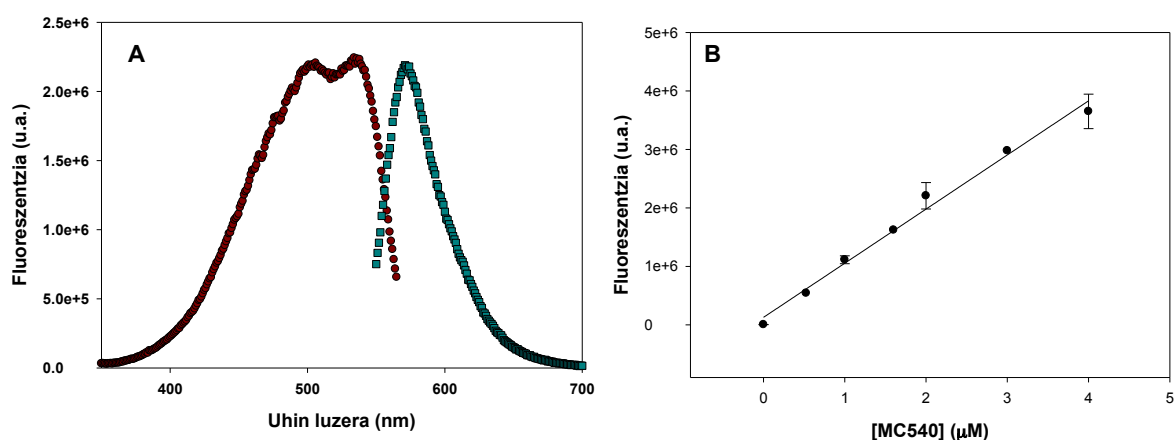 A
Fluoreszentzia (u.a.)
2.5e+6
2.0e+6
1.5e+6
1.0e+6
5.0e+5
0.0
400 500 600 700
Uhin luzera (nm)
B
Fluoreszentzia (u.a.)
5e+6
4e+6
3e+6
2e+6
1e+6
0
0 1 2 3 4 5
[MC540] (μM)